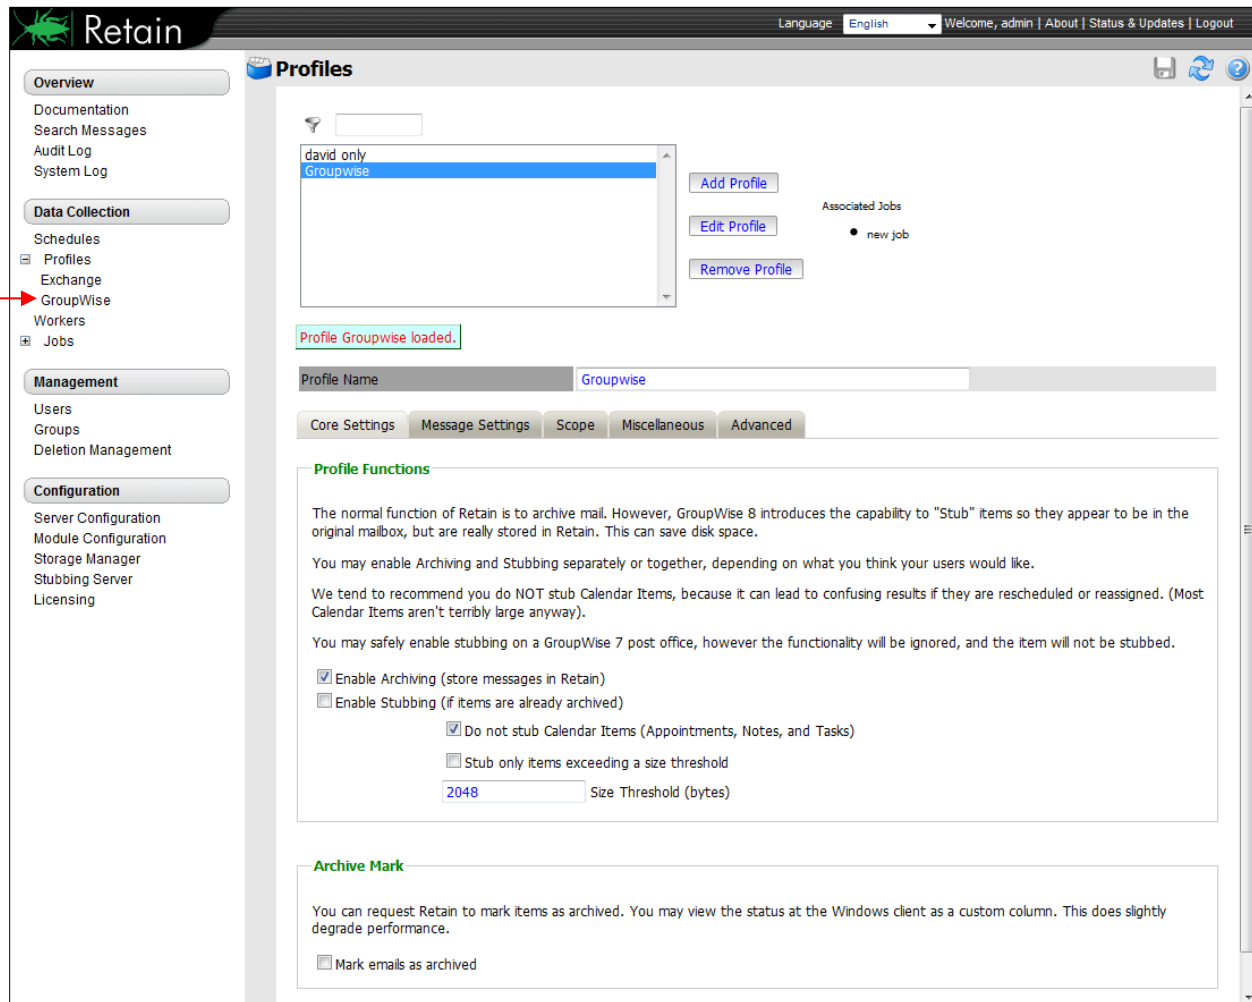 Retain
Language English Welcome, admin | About | Status & Updates | Logout
Overview
Documentation
Search Messages
Audit Log
System Log
Data Collection
Schedules
Profiles
Exchange
GroupWise
Workers
Jobs
Management
Users
Groups
Deletion Management
Configuration
Server Configuration
Module Configuration
Storage Manager
Stubbing Server
Licensing
Profiles
david only
Groupwise
Add Profile
Edit Profile
Remove Profile
Associated Jobs
new job
Profile Groupwise loaded.
Profile Name Groupwise
Core Settings Message Settings Scope Miscellaneous Advanced
Profile Functions
The normal function of Retain is to archive mail. However, GroupWise 8 introduces the capability to "Stub" items so they appear to be in the
original mailbox, but are really stored in Retain. This can save disk space.
You may enable Archiving and Stubbing separately or together, depending on what you think your users would like.
We tend to recommend you do NOT stub Calendar Items, because it can lead to confusing results if they are rescheduled or reassigned. (Most
Calendar Items aren't terribly large anyway).
You may safely enable stubbing on a GroupWise 7 post office, however the functionality will be ignored, and the item will not be stubbed.
Enable Archiving (store messages in Retain)
Enable Stubbing (if items are already archived)
Do not stub Calendar Items (Appointments, Notes, and Tasks)
Stub only items exceeding a size threshold
2048 Size Threshold (bytes)
Archive Mark
You can request Retain to mark items as archived. You may view the status at the Windows client as a custom column. This does slightly
degrade performance.
Mark emails as archived